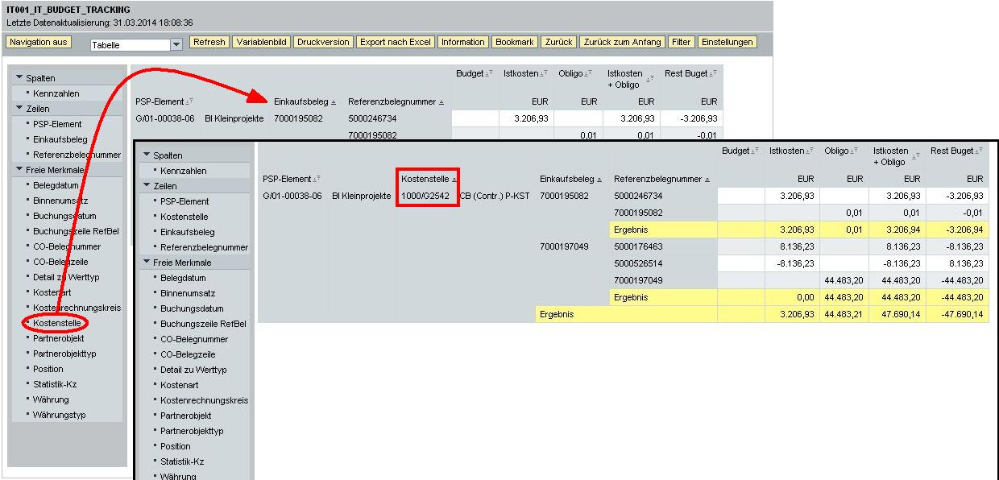 IT001_IT_BUDGET_TRACKING
Letzte Datenaktualisierung: 31.03.2014 18:08:36
Navigation aus Tabelle Refresh Variablenbild Druckversion Export nach Excel Information Bookmark Zurück Zurück zum Anfang Filter Einstellungen
Spalten
Kennzahlen
Zeilen
PSP-Element
Einkaufsbeleg
Referenzbelegnummer
Freie Merkmale
Belegdatum
Binnenumsatz
Buchungsdatum
Buchungszeile RefBel
CO-Belegnummer
CO-Belegzeile
Detail zu Werttyp
Kostenart
Kostenrechnungskreis
Kostenstelle
Partnerobjekt
Partnerobjekttyp
Position
Statistik-Kz
Währung
Währungstyp
Budget Istkosten Obligo Istkosten + Obligo Rest Buget
PSP-Element Einkaufsbeleg Referenzbelegnummer EUR EUR EUR EUR
G/01-00038-06 BI Kleinprojekte 7000195082 5000246734 3.206,93 3.206,93 -3.206,93
7000195082 0,01 0,01 -0,01
Spalten
Kennzahlen
Zeilen
PSP-Element
Kostenstelle
Einkaufsbeleg
Referenzbelegnummer
Freie Merkmale
Belegdatum
Binnenumsatz
Buchungsdatum
Buchungszeile RefBel
CO-Belegnummer
CO-Belegzeile
Detail zu Werttyp
Kostenart
Kostenrechnungskreis
Partnerobjekt
Partnerobjekttyp
Position
Statistik-Kz
Währung
Budget Istkosten Obligo Istkosten + Obligo Rest Buget
PSP-Element Kostenstelle Einkaufsbeleg Referenzbelegnummer EUR EUR EUR EUR
G/01-00038-06 BI Kleinprojekte 1000/G2542 CB (Contr.) P-KST 7000195082 5000246734 3.206,93 3.206,93 -3.206,93
7000195082 0,01 0,01 -0,01
Ergebnis 3.206,93 0,01 3.206,94 -3.206,94
7000197049 5000176463 8.136,23 8.136,23 -8.136,23
5000526514 -8.136,23 -8.136,23 8.136,23
7000197049 44.483,20 44.483,20 -44.483,20
Ergebnis 0,00 44.483,20 44.483,20 -44.483,20
Ergebnis 3.206,93 44.483,21 47.690,14 -47.690,14